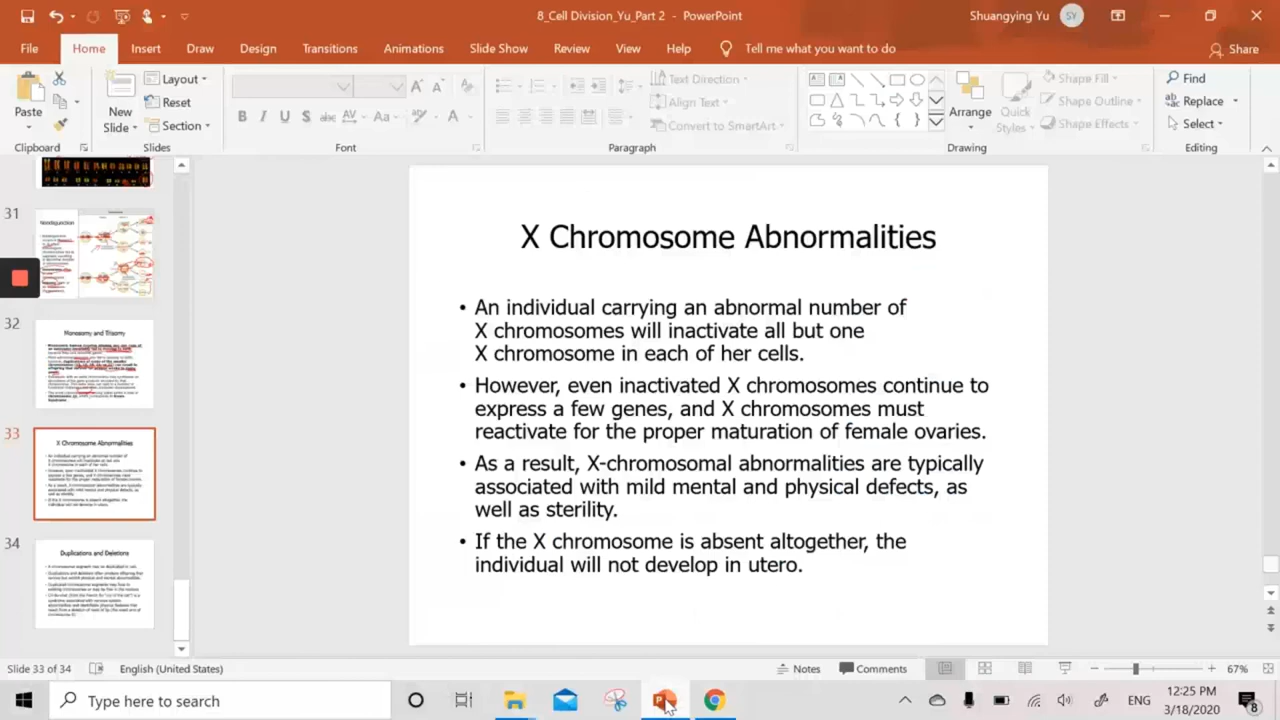 8_Cell Division_Yu_Part 2 - PowerPoint
Shuangying Yu
SY
File
Home
Insert
Draw
Design
Transitions
Animations
Slide Show
Review
View
Help
Tell me what you want to do
Share
Paste
New
Slide
Layout
Reset
Section
Text Direction
Align Text
Convert to SmartArt
Arrange
Quick
Styles
Shape Fill
Shape Outline
Shape Effects
Find
Replace
Select
Clipboard
Slides
Font
Paragraph
Drawing
Editing
31
Nondisjunction
32
Monosomy and Trisomy
33
X Chromosome Abnormalities
34
Duplications and Deletions
X Chromosome Abnormalities
• An individual carrying an abnormal number of
X chromosomes will inactivate all but one
X chromosome in each of her cells.
• However, even inactivated X chromosomes continue to
express a few genes, and X chromosomes must
reactivate for the proper maturation of female ovaries.
• As a result, X-chromosomal abnormalities are typically
associated with mild mental and physical defects, as
well as sterility.
• If the X chromosome is absent altogether, the
individual will not develop in utero.
Slide 33 of 34
English (United States)
Notes
Comments
67%
Type here to search
ENG
12:25 PM
3/18/2020
8